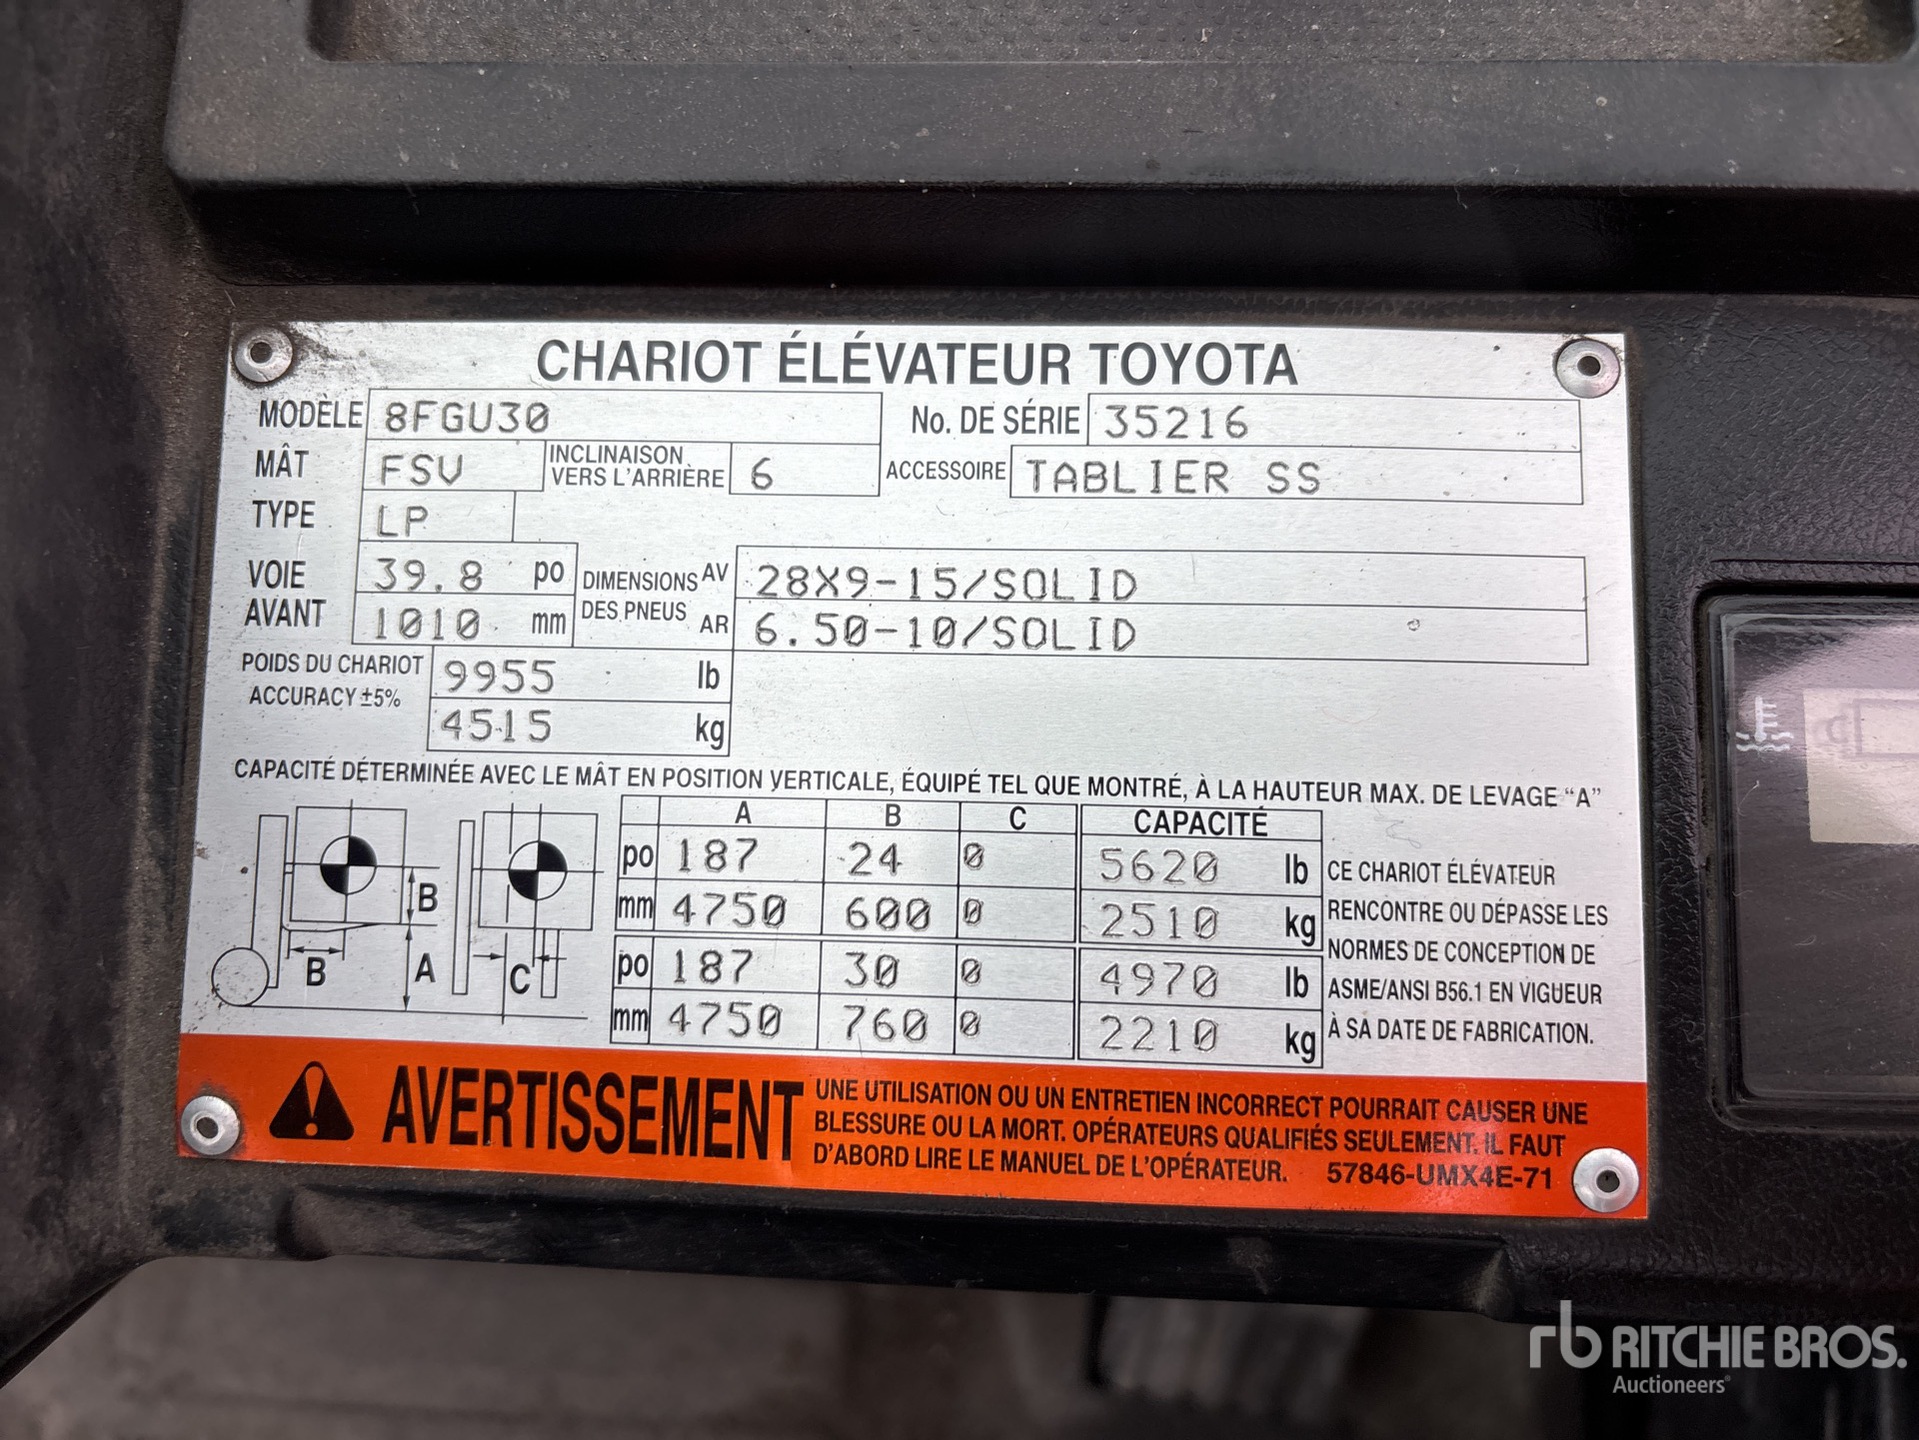 CHARIOT ÉLÉVATEUR TOYOTA
MODÈLE 8FGU30 No. DE SÉRIE 35216
MÂT FSV INCLINAISON VERS L'ARRIÈRE 6 ACCESSOIRE TABLIER SS
TYPE LP
VOIE AVANT 39.8 po DIMENSIONS DES PNEUS AV 28X9-15/SOLID
1010 mm AR 6.50-10/SOLID
POIDS DU CHARIOT 9955 lb
ACCURACY ±5% 4515 kg
CAPACITÉ DÉTERMINÉE AVEC LE MÂT EN POSITION VERTICALE, ÉQUIPÉ TEL QUE MONTRÉ, À LA HAUTEUR MAX. DE LEVAGE "A"
B
B
A
C
A B C CAPACITÉ
po 187 24 0 5620 lb
mm 4750 600 0 2510 kg
po 187 30 0 4970 lb
mm 4750 760 0 2210 kg
CE CHARIOT ÉLÉVATEUR
RENCONTRE OU DÉPASSE LES
NORMES DE CONCEPTION DE
ASME/ANSI B56.1 EN VIGUEUR
À SA DATE DE FABRICATION.
AVERTISSEMENT
UNE UTILISATION OU UN ENTRETIEN INCORRECT POURRAIT CAUSER UNE
BLESSURE OU LA MORT. OPÉRATEURS QUALIFIÉS SEULEMENT. IL FAUT
D'ABORD LIRE LE MANUEL DE L'OPÉRATEUR. 57846-UMX4E-71
rb RITCHIE BROS.
Auctioneers®